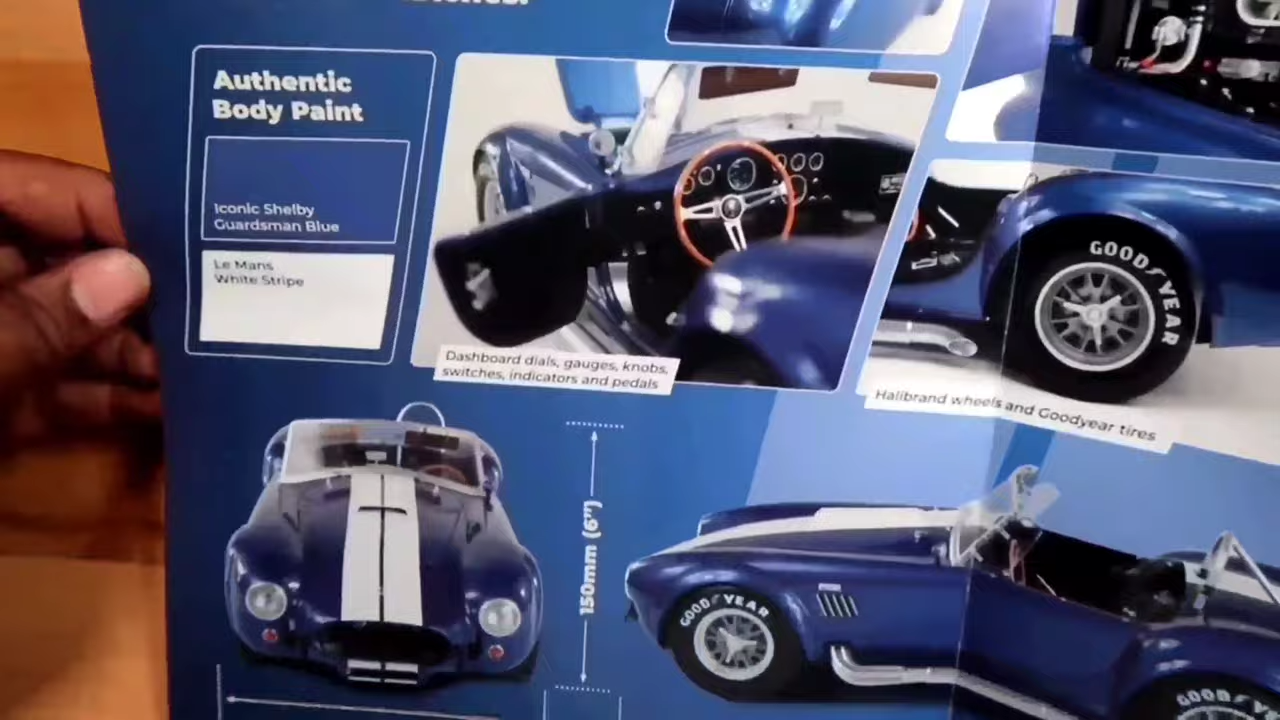 Authentic
Body Paint
Iconic Shelby
Guardsman Blue
Le Mans
White Stripe
Dashboard dials, gauges, knobs,
switches, indicators and pedals
GOODYEAR
Halibrand wheels and Goodyear tires
150mm (6")
GOODYEAR
GOODYEAR